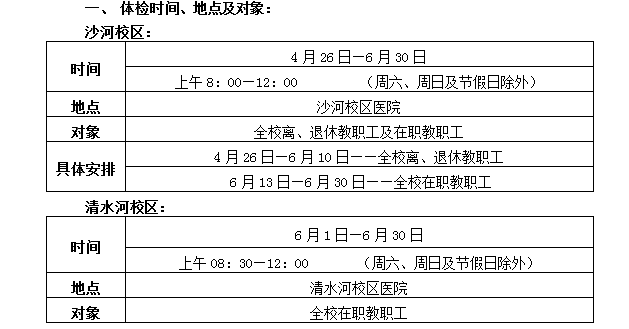 一、 体检时间、地点及对象：
沙河校区：
时间
4 月 26 日—6 月 30 日
上午 8：00—12：00 （周六、周日及节假日除外）
地点
沙河校区医院
对象
全校离、退休教职工及在职教职工
具体安排
4 月 26 日—6 月 10 日——全校离、退休教职工
6 月 13 日—6 月 30 日——全校在职教职工
清水河校区：
时间
6 月 1 日—6 月 30 日
上午 08：30—12：00 （周六、周日及节假日除外）
地点
清水河校区医院
对象
全校在职教职工